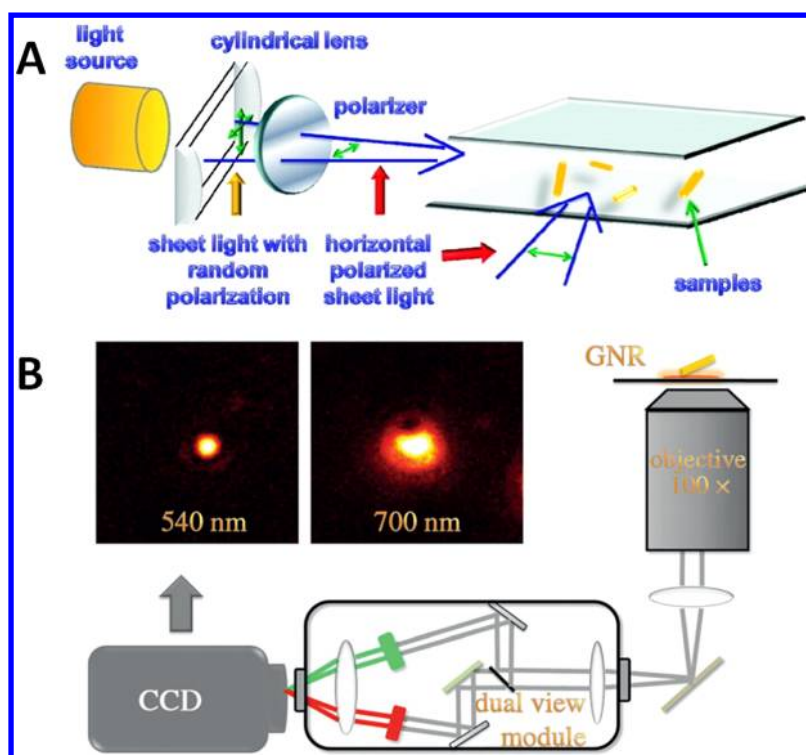 A
light
source
cylindrical lens
polarizer
sheet light with
random
polarization
horizontal
polarized
sheet light
samples
B
540 nm
700 nm
GNR
objective
100 ×
CCD
dual view
module